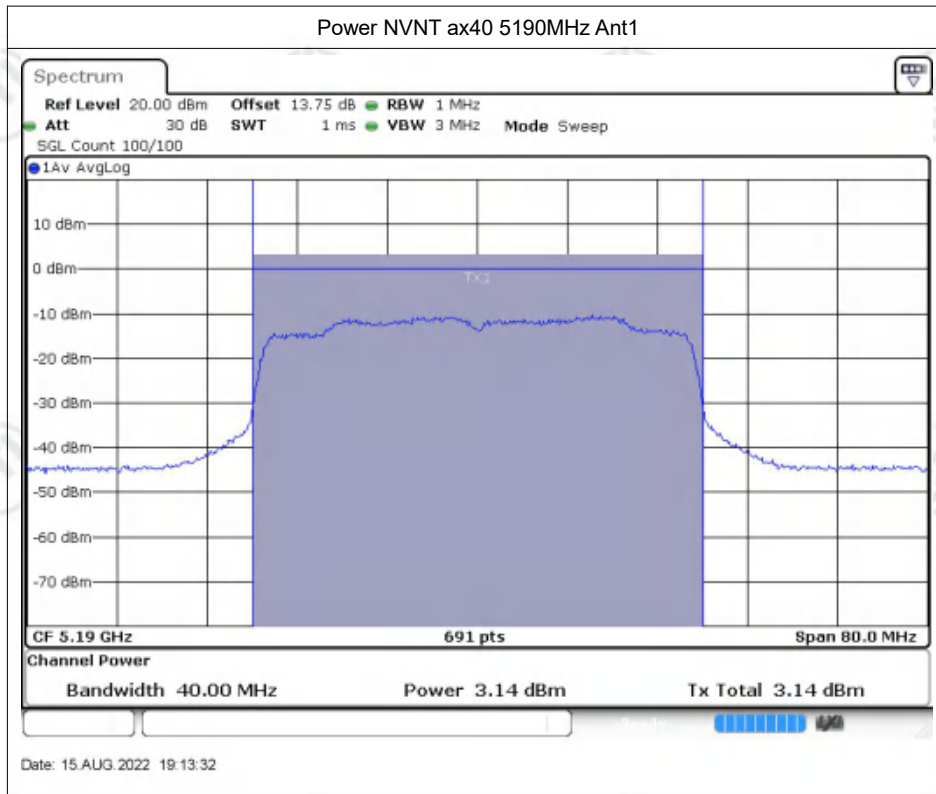 Power NVNT ax40 5190MHz Ant1
Spectrum
Ref Level 20.00 dBm Offset 13.75 dB RBW 1 MHz
Att 30 dB SWT 1 ms VBW 3 MHz Mode Sweep
SGL Count 100/100
1Av AvgLog
10 dBm
0 dBm
Tx1
-10 dBm
-20 dBm
-30 dBm
-40 dBm
-50 dBm
-60 dBm
-70 dBm
CF 5.19 GHz 691 pts Span 80.0 MHz
Channel Power
Bandwidth 40.00 MHz Power 3.14 dBm Tx Total 3.14 dBm
Date: 15.AUG.2022 19:13:32